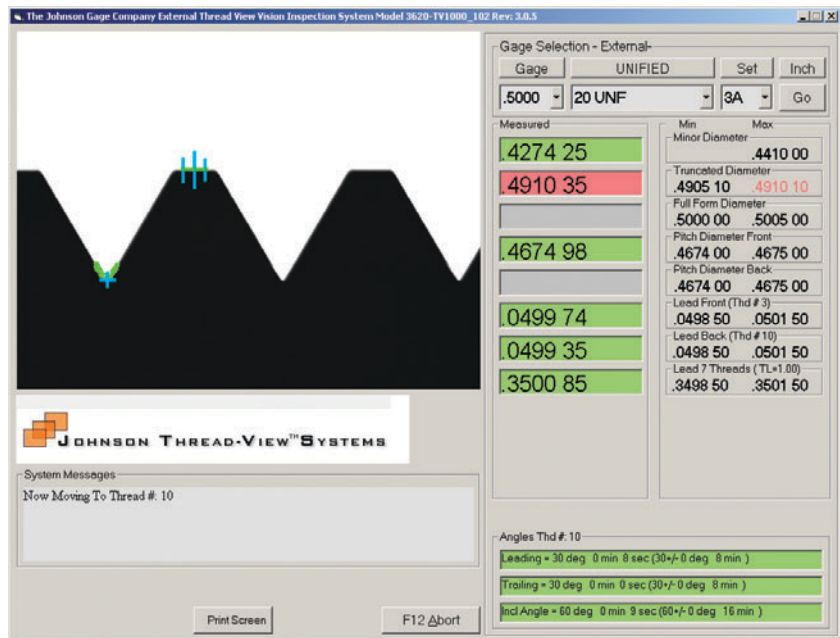 The Johnson Gage Company External Thread View Vision Inspection System Model 3620-TV1000_102 Rev: 3.0.5
Gage Selection - External-
Gage UNIFIED Set Inch
.5000 20 UNF 3A Go
Measured
.4274 25
.4910 35
.4674 98
.0499 74
.0499 35
.3500 85
Min Max
Minor Diameter
.4410 00
Truncated Diameter
.4905 10 .4910 10
Full Form Diameter
.5000 00 .5005 00
Pitch Diameter Front
.4674 00 .4675 00
Pitch Diameter Back
.4674 00 .4675 00
Lead Front (Thd # 3)
.0498 50 .0501 50
Lead Back (Thd # 10)
.0498 50 .0501 50
Lead 7 Threads ( TL=1.00)
.3498 50 .3501 50
JOHNSON THREAD-VIEW™SYSTEMS
System Messages
Now Moving To Thread #: 10
Angles Thd #: 10
Leading = 30 deg 0 min 8 sec (30+/- 0 deg 8 min )
Trailing = 30 deg 0 min 0 sec (30+/- 0 deg 8 min )
Incl Angle = 60 deg 0 min 9 sec (60+/- 0 deg 16 min )
Print Screen
F12 Abort